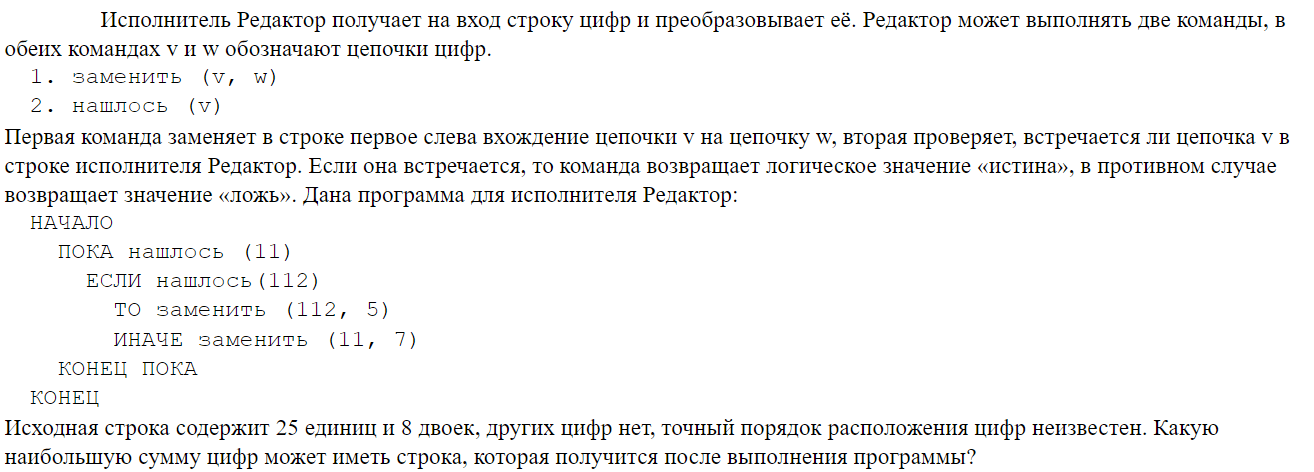 Исполнитель Редактор получает на вход строку цифр и преобразовывает её. Редактор может выполнять две команды, в
обеих командах v и w обозначают цепочки цифр.
1. заменить (v, w)
2. нашлось (v)
Первая команда заменяет в строке первое слева вхождение цепочки v на цепочку w, вторая проверяет, встречается ли цепочка v в
строке исполнителя Редактор. Если она встречается, то команда возвращает логическое значение «истина», в противном случае
возвращает значение «ложь». Дана программа для исполнителя Редактор:
НАЧАЛО
ПОКА нашлось (11)
ЕСЛИ нашлось(112)
ТО заменить (112, 5)
ИНАЧЕ заменить (11, 7)
КОНЕЦ ПОКА
КОНЕЦ
Исходная строка содержит 25 единиц и 8 двоек, других цифр нет, точный порядок расположения цифр неизвестен. Какую
наибольшую сумму цифр может иметь строка, которая получится после выполнения программы?